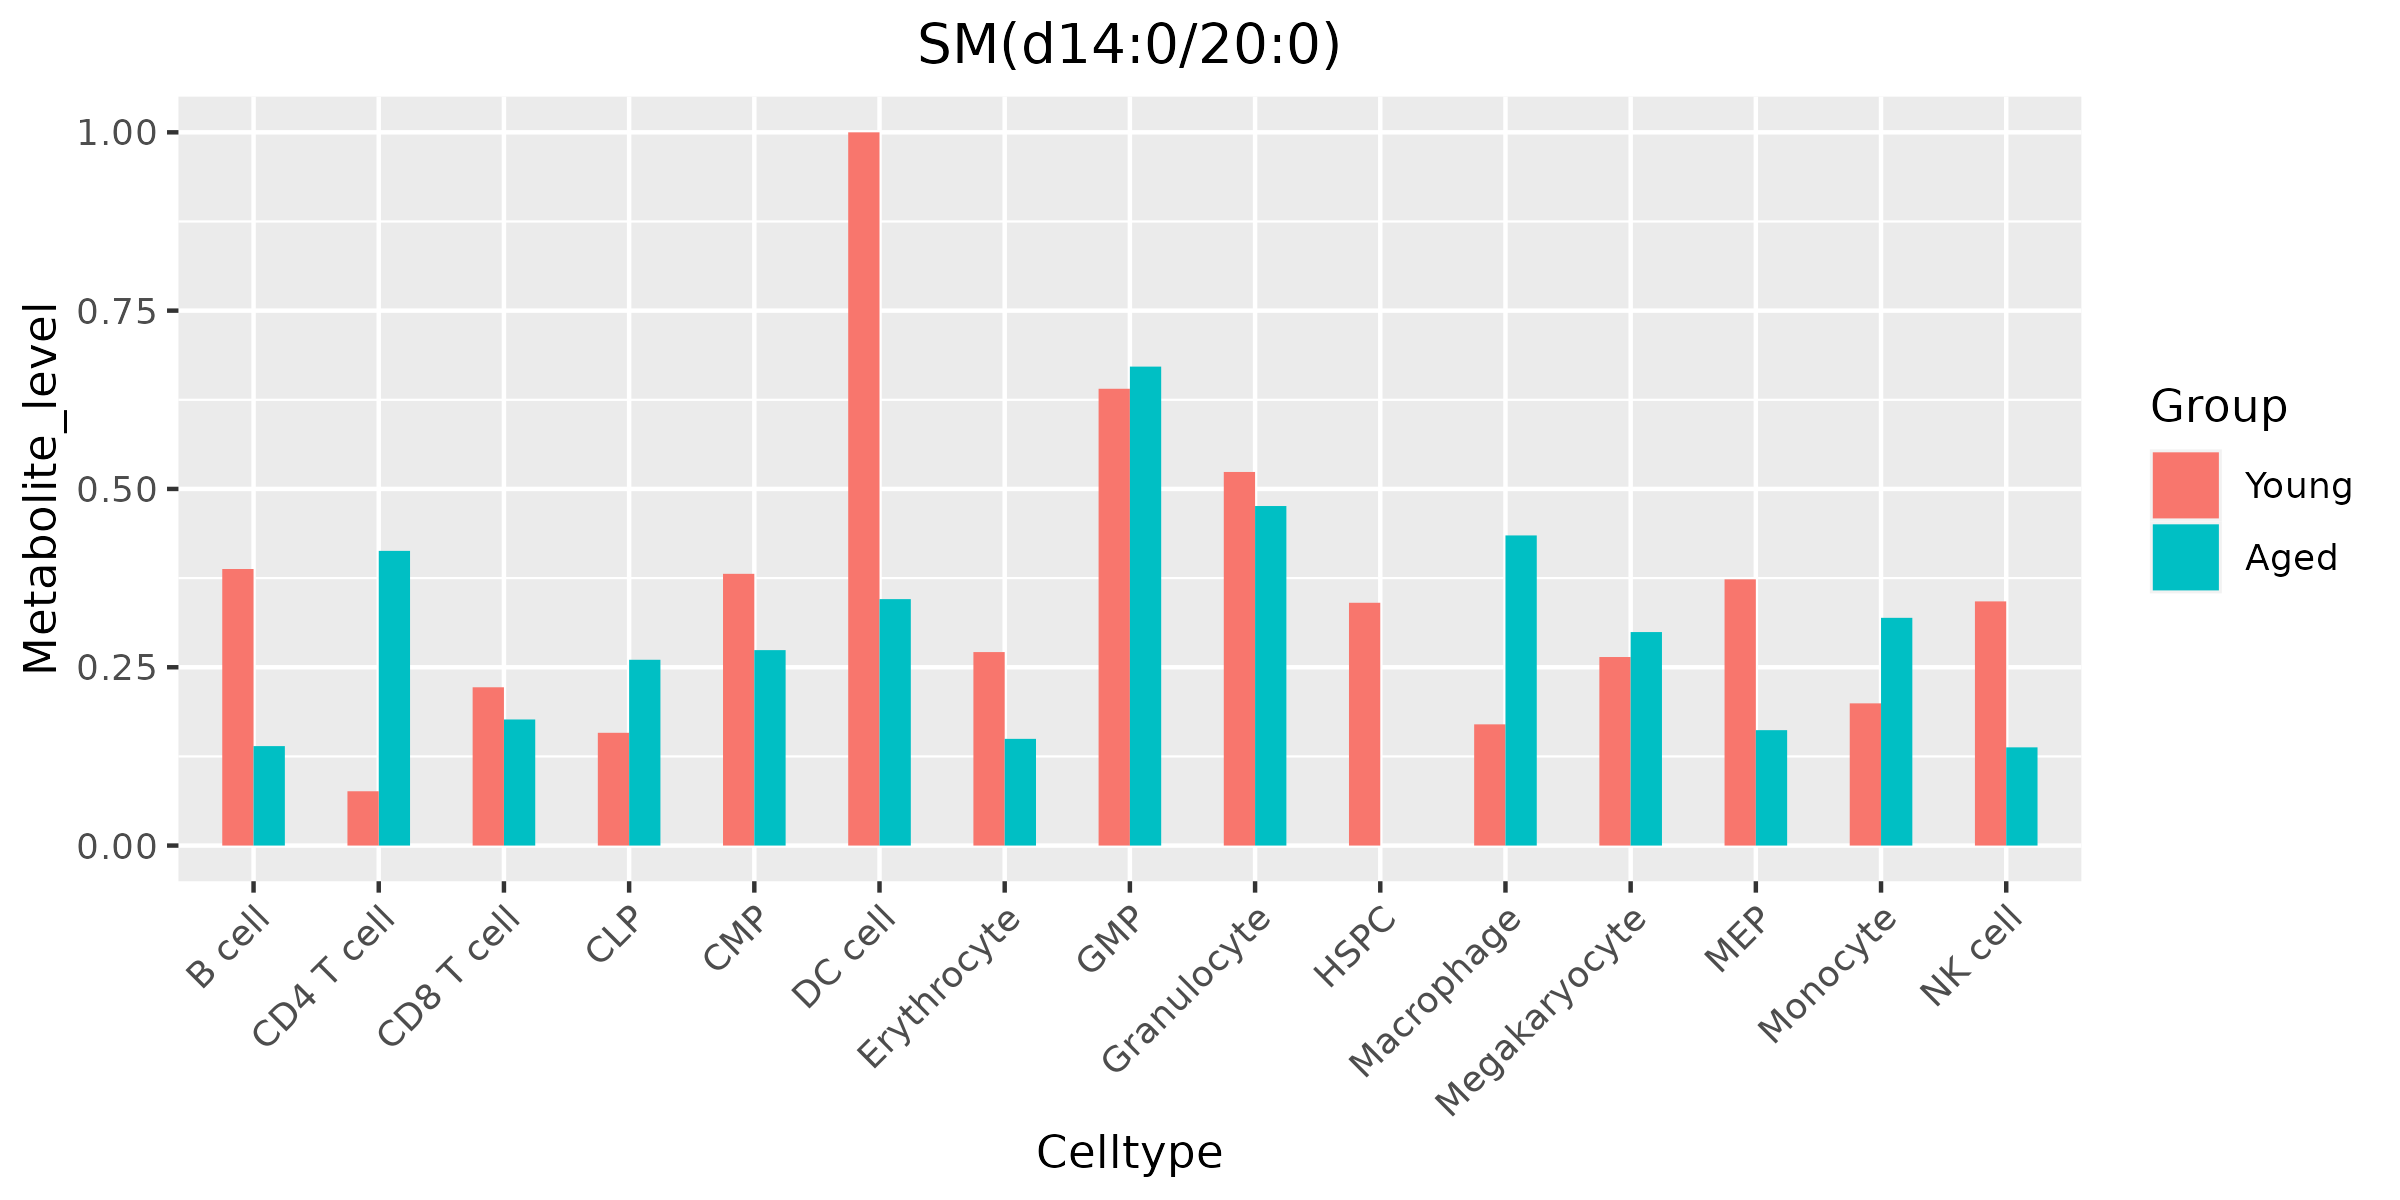 SM(d14:0/20:0)
Metabolite_level
1.00
0.75
0.50
0.25
0.00
B cell
CD4 T cell
CD8 T cell
CLP
CMP
DC cell
Erythrocyte
GMP
Granulocyte
HSPC
Macrophage
Megakaryocyte
MEP
Monocyte
NK cell
Celltype
Group
Young
Aged